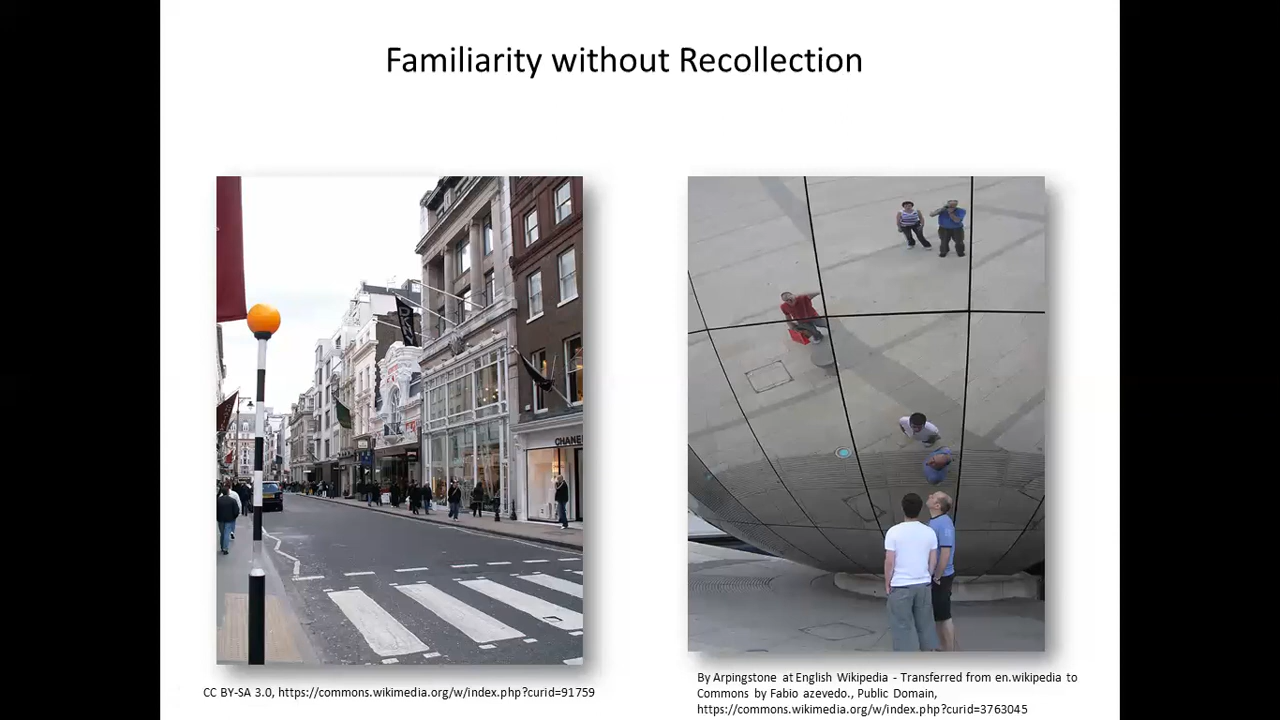 Familiarity without Recollection
CHANE
CC BY-SA 3.0, https://commons.wikimedia.org/w/index.php?curid=91759
By Arpingstone at English Wikipedia - Transferred from en.wikipedia to
Commons by Fabio azevedo., Public Domain,
https://commons.wikimedia.org/w/index.php?curid=3763045